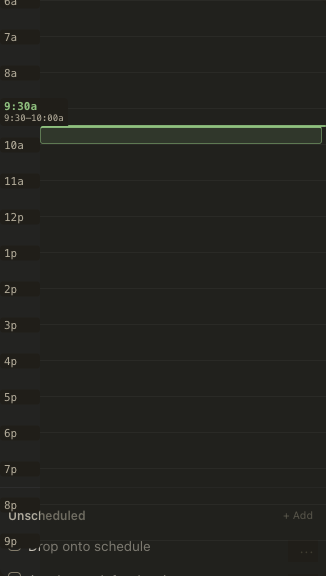 6a
7a
8a
9:30a
9:30–10:00a
10a
11a
12p
1p
2p
3p
4p
5p
6p
7p
8p
Unscheduled + Add
9p
Drop onto schedule ...